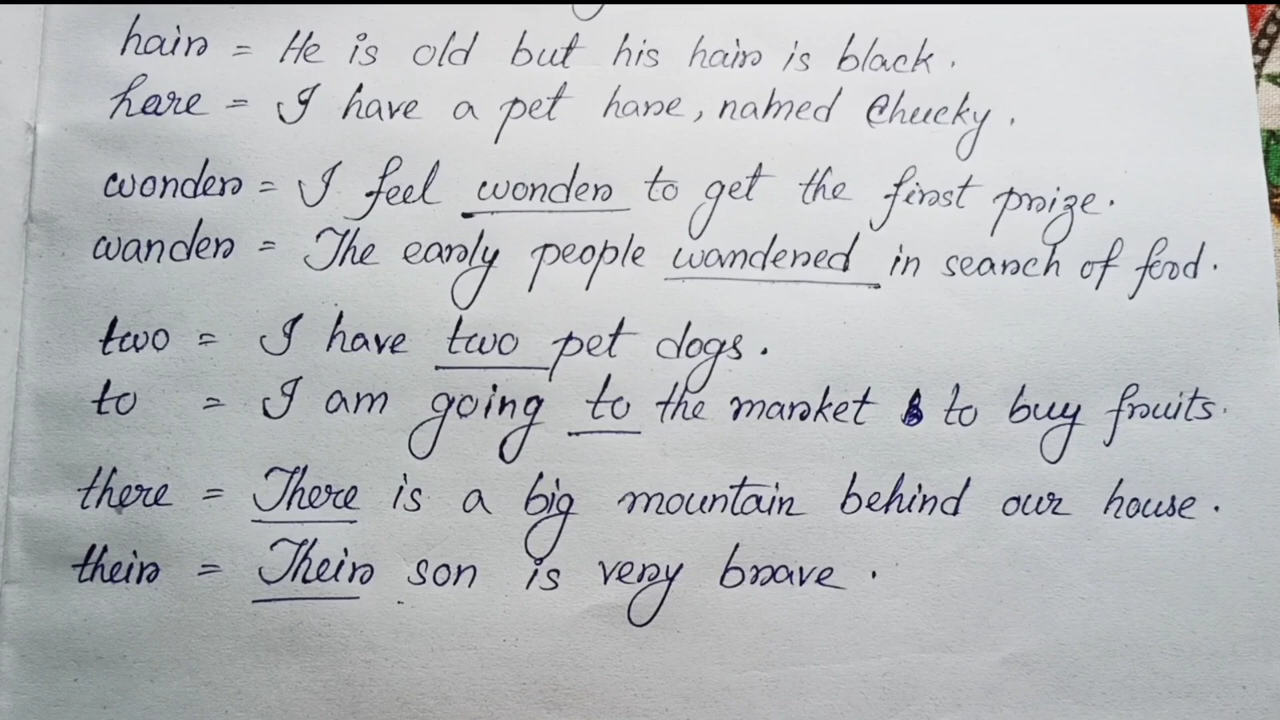 hair = He is old but his hair is black.
hare = I have a pet hare, named Chucky.
wonder = I feel wonder to get the first prize.
wander = The early people wandered in search of food.
two = I have two pet dogs.
to = I am going to the market to buy fruits.
there = There is a big mountain behind our house.
their = Their son is very brave.